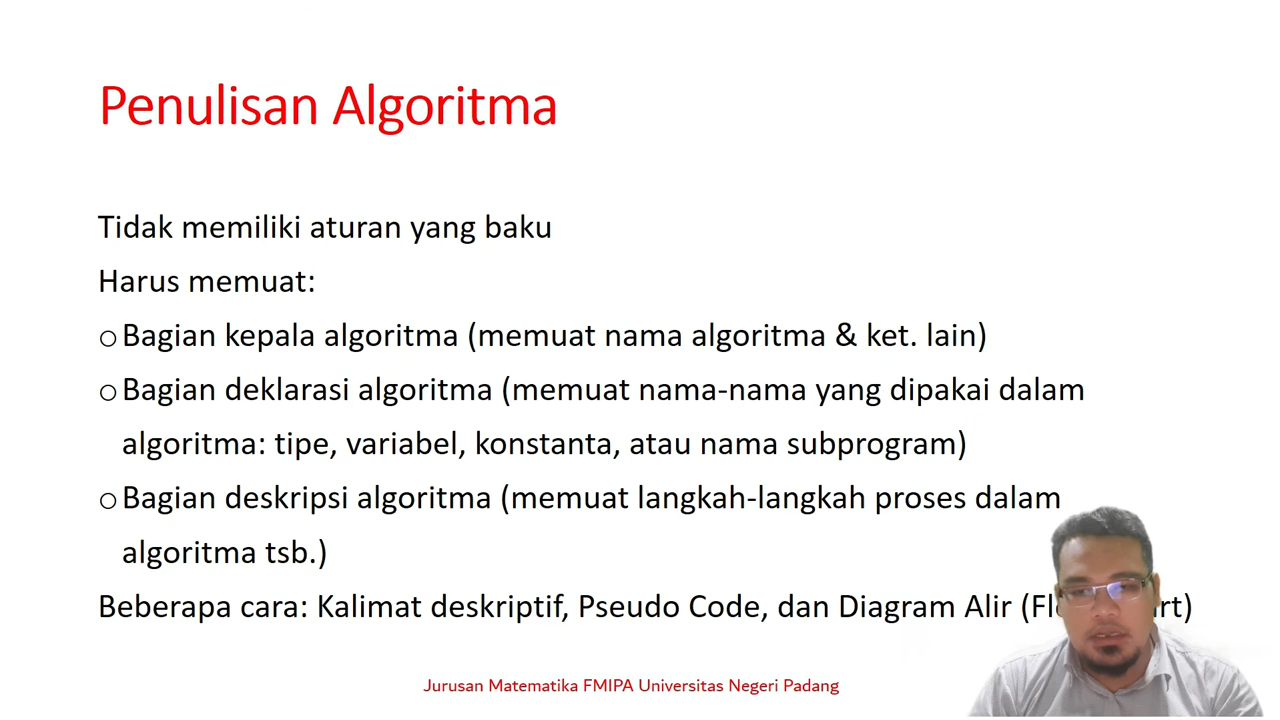 Penulisan Algoritma
Tidak memiliki aturan yang baku
Harus memuat:
○Bagian kepala algoritma (memuat nama algoritma & ket. lain)
○Bagian deklarasi algoritma (memuat nama-nama yang dipakai dalam
algoritma: tipe, variabel, konstanta, atau nama subprogram)
○Bagian deskripsi algoritma (memuat langkah-langkah proses dalam
algoritma tsb.)
Beberapa cara: Kalimat deskriptif, Pseudo Code, dan Diagram Alir
Jurusan Matematika FMIPA Universitas Negeri Padang